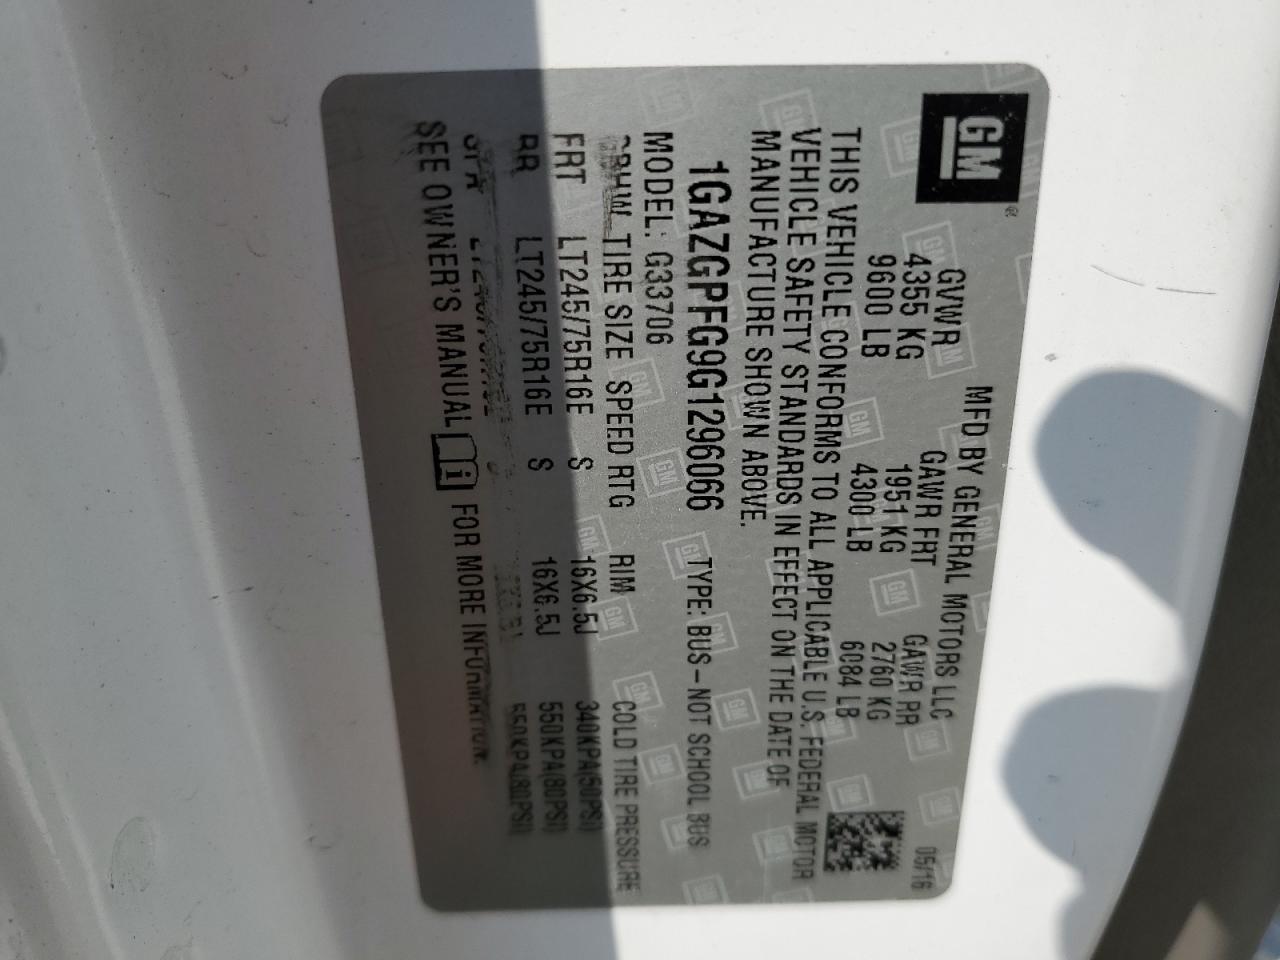 GM®
MFD BY GENERAL MOTORS LLC 05/16
GVWR GAWR FRT GAWR RR
4355 KG 1951 KG 2760 KG
9600 LB 4300 LB 6084 LB
THIS VEHICLE CONFORMS TO ALL APPLICABLE U.S. FEDERAL MOTOR
VEHICLE SAFETY STANDARDS IN EFFECT ON THE DATE OF
MANUFACTURE SHOWN ABOVE.
1GAZGPFG9G1296066 TYPE: BUS–NOT SCHOOL BUS
MODEL: G33706
TIRE SIZE SPEED RTG RIM COLD TIRE PRESSURE
FRT LT245/75R16E S 16X6.5J 340KPA(50PSI)
RR LT245/75R16E S 16X6.5J 550KPA(80PSI)
SPA 550KPA(80PSI)
SEE OWNER'S MANUAL i FOR MORE INFORMATION.